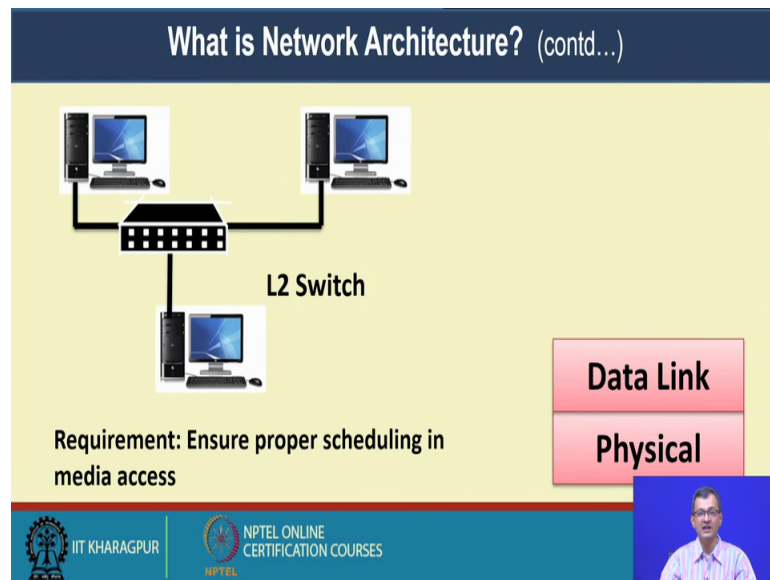 What is Network Architecture? (contd...)
L2 Switch
Data Link
Physical
Requirement: Ensure proper scheduling in
media access
IIT KHARAGPUR
NPTEL
NPTEL ONLINE
CERTIFICATION COURSES